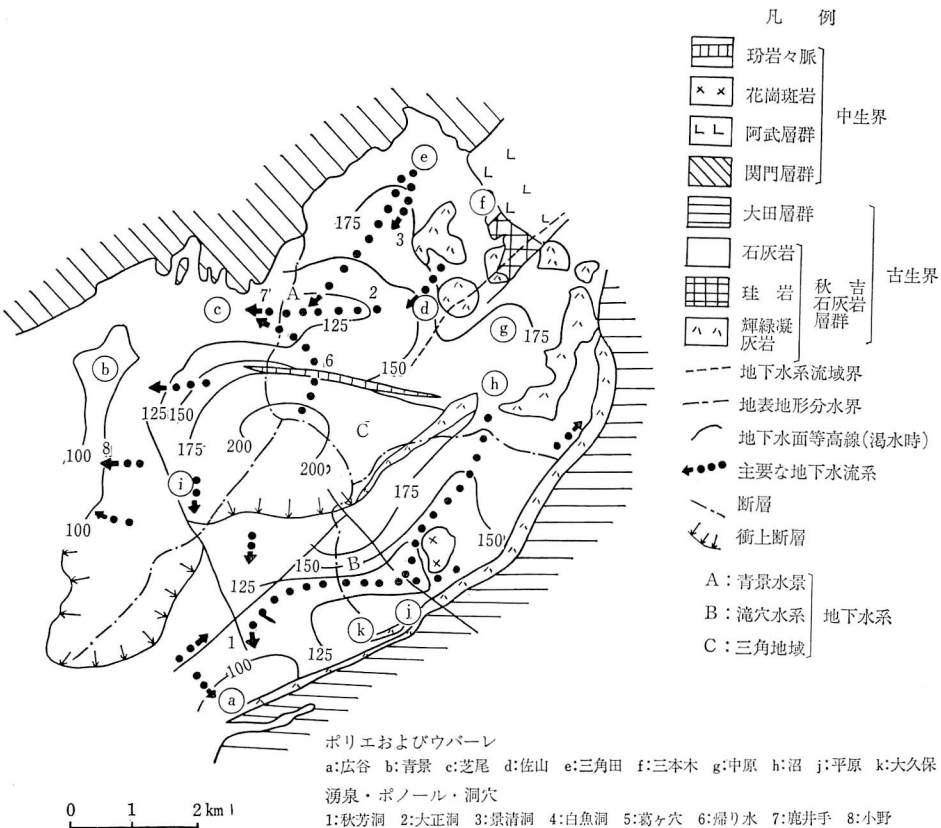 凡 例
玢岩々脈
花崗斑岩
阿武層群
関門層群
中生界
大田層群
石灰岩
珪岩
輝緑凝
灰岩
秋吉
石灰岩
層群
古生界
地下水系流域界
地表地形分水界
地下水面等高線(渇水時)
主要な地下水流系
断層
衝上断層
A:青景水景
B:滝穴水系
C:三角地域
地下水系
e
175
f
3
7
A
2
c
d
125
g
175
b
6
150
h
125
150
C
175
200
100
8
200
i
175
100
150
150
B
125
j
k
1
125
100
a
ポリエおよびウバーレ
a:広谷 b:青景 c:芝尾 d:佐山 e:三角田 f:三本木 g:中原 h:沼 j:平原 k:大久保
湧泉・ポノール・洞穴
1:秋芳洞 2:大正洞 3:景清洞 4:白魚洞 5:葛ヶ穴 6:帰り水 7:鹿井手 8:小野
0 1 2km